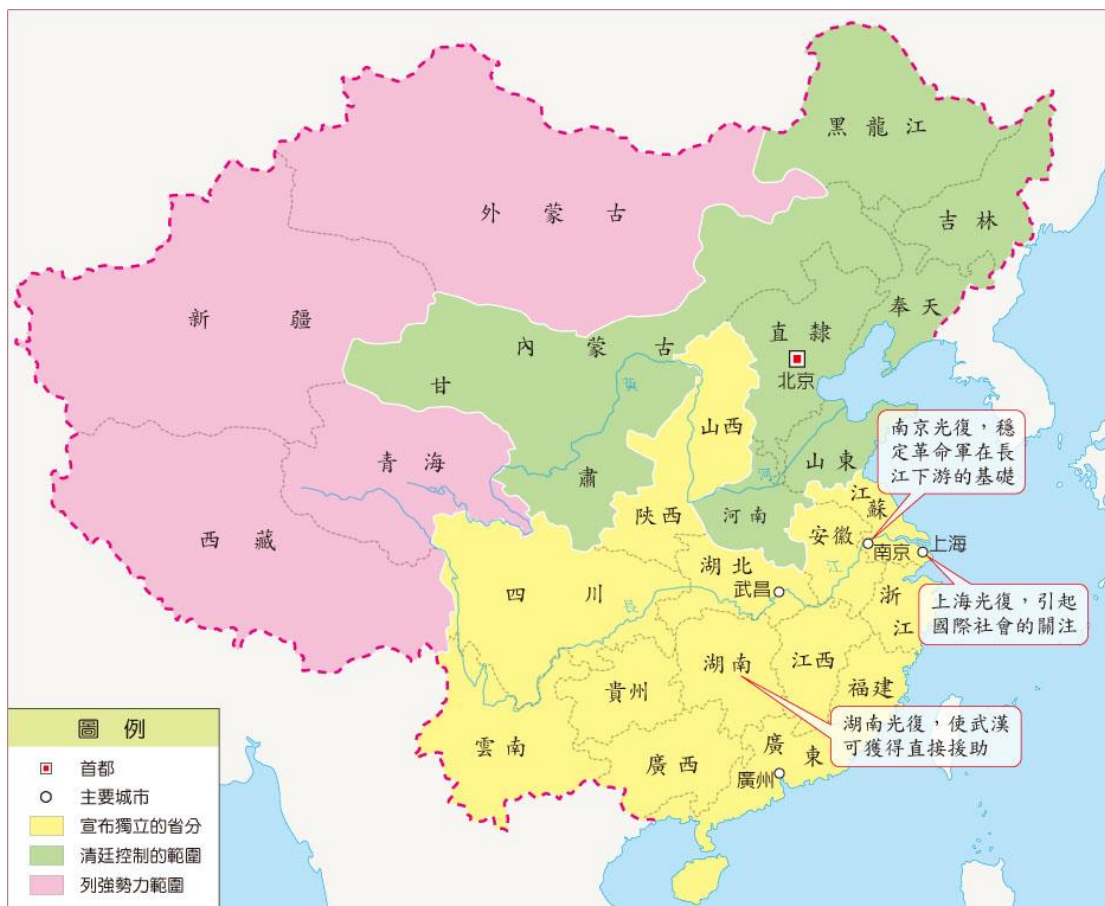 黑龍江
吉林
奉天
外蒙古
新疆
內蒙古
直隸
北京
甘
肅
黃
河
山西
山東
青海
西藏
陝西
河南
江蘇
安徽
南京
上海
湖北
武昌
四川
長
江
浙江
湖南
江西
貴州
福建
雲南
廣西
廣東
廣州
南京光復，穩
定革命軍在長
江下游的基礎
上海光復，引起
國際社會的關注
湖南光復，使武漢
可獲得直接援助
圖例
首都
主要城市
宣布獨立的省分
清廷控制的範圍
列強勢力範圍